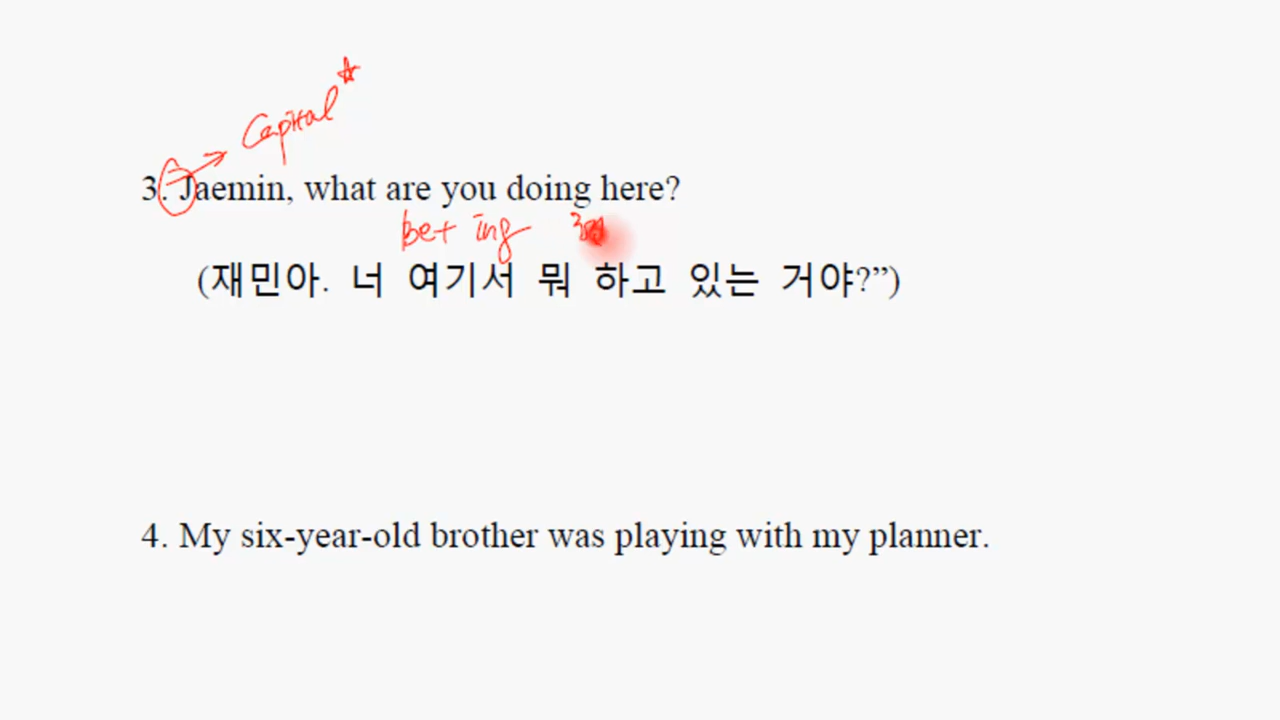 Capital
3. Jaemin, what are you doing here?
be+ ing
(재민아. 너 여기서 뭐 하고 있는 거야?”)
4. My six-year-old brother was playing with my planner.